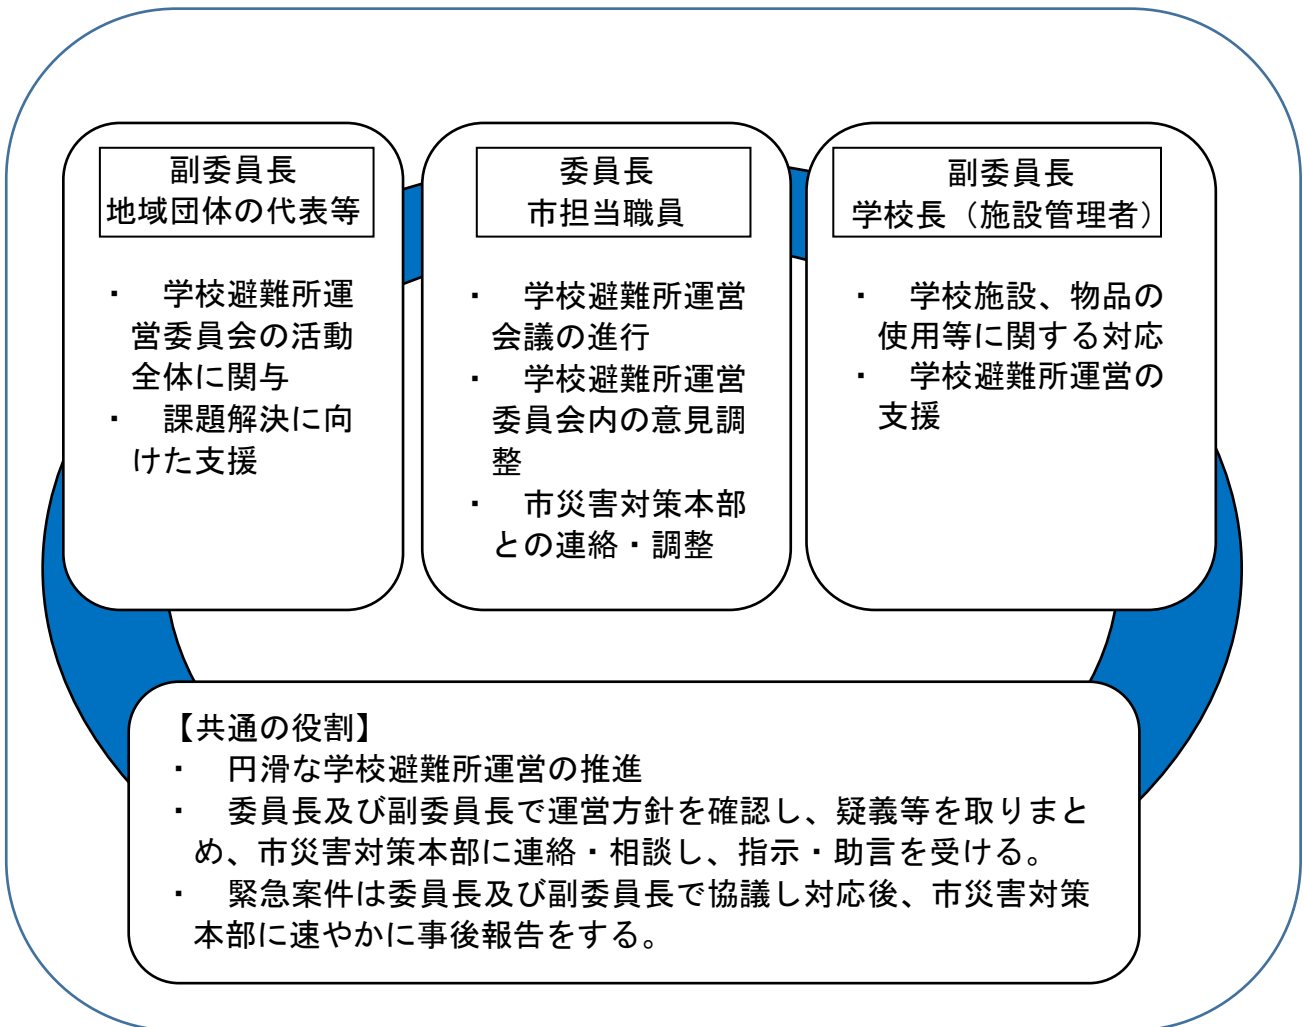 副委員長
地域団体の代表等
・　学校避難所運
営委員会の活動
全体に関与
・　課題解決に向
けた支援
委員長
市担当職員
・　学校避難所運営
会議の進行
・　学校避難所運営
委員会内の意見調
整
・　市災害対策本部
との連絡・調整
副委員長
学校長（施設管理者）
・　学校施設、物品の
使用等に関する対応
・　学校避難所運営の
支援
【共通の役割】
・　円滑な学校避難所運営の推進
・　委員長及び副委員長で運営方針を確認し、疑義等を取りまと
め、市災害対策本部に連絡・相談し、指示・助言を受ける。
・　緊急案件は委員長及び副委員長で協議し対応後、市災害対策
本部に速やかに事後報告をする。